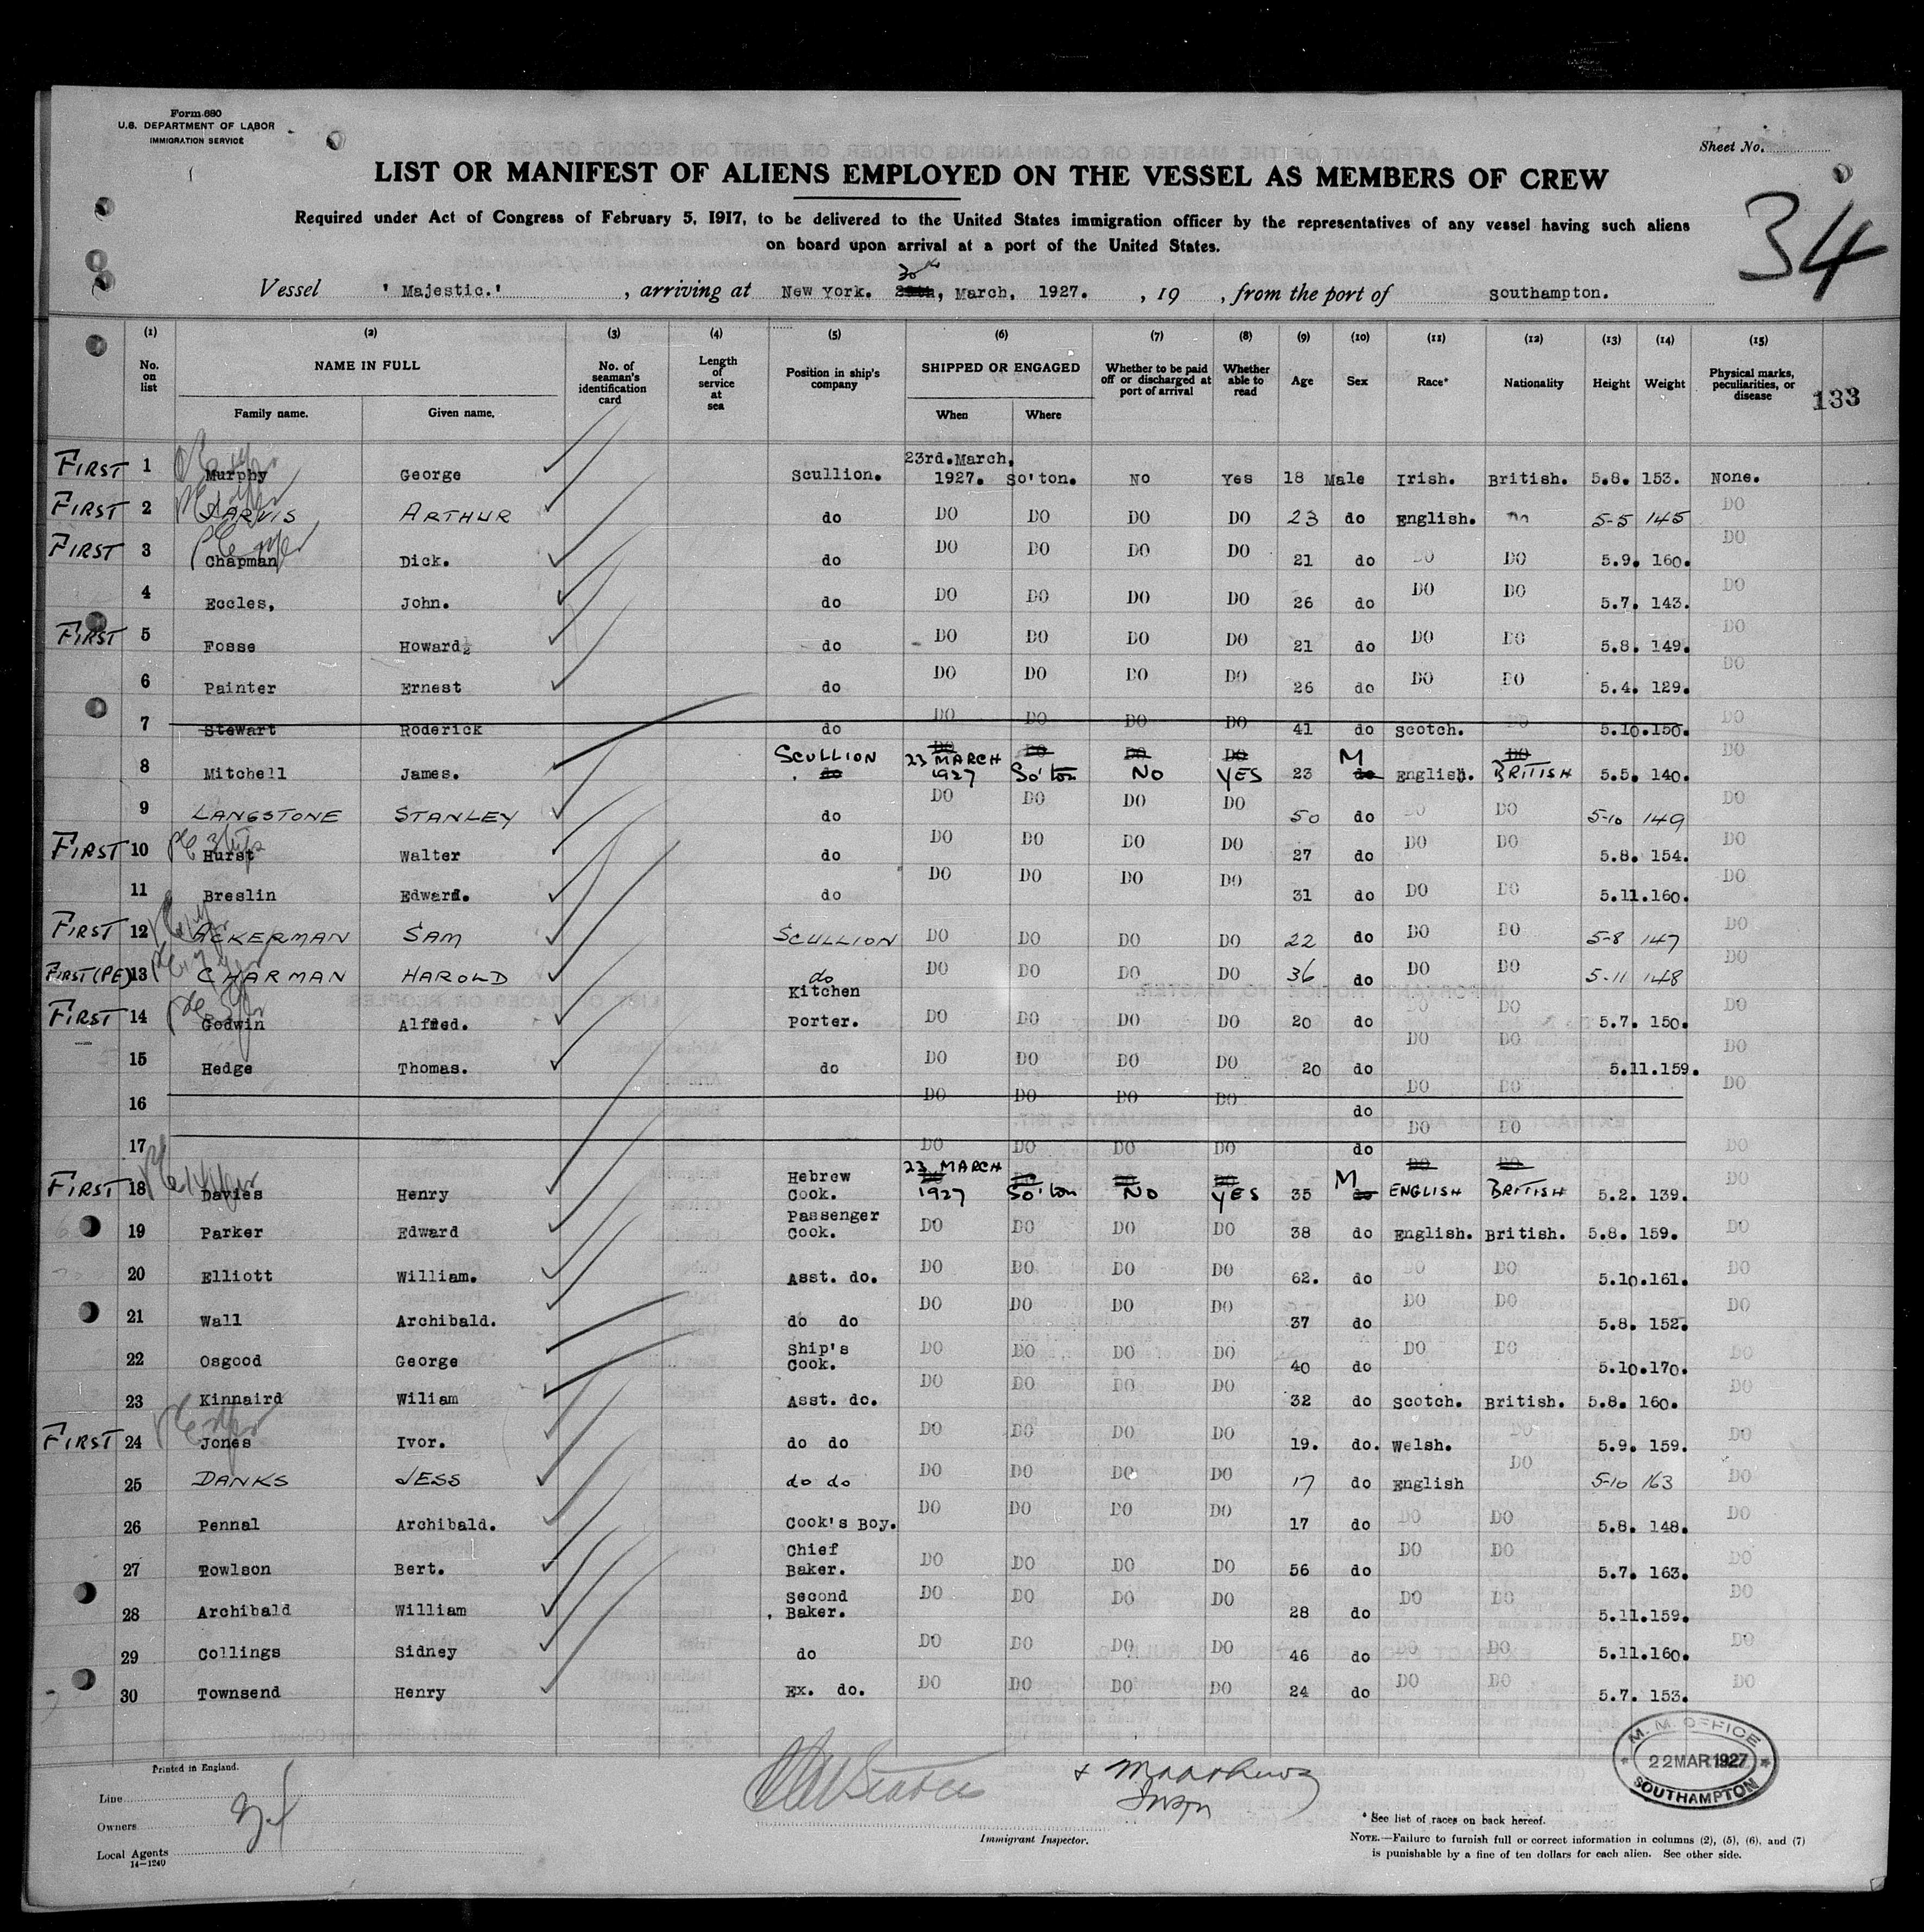 Form 680
U.S. DEPARTMENT OF LABOR
IMMIGRATION SERVICE
Sheet No.
LIST OR MANIFEST OF ALIENS EMPLOYED ON THE VESSEL AS MEMBERS OF CREW
34
Required under Act of Congress of February 5, 1917, to be delivered to the United States immigration officer by the representatives of any vessel having such aliens
on board upon arrival at a port of the United States.
30th
Vessel 'Majestic.' , arriving at New York. March, 1927. , 19 , from the port of Southampton.
(1) (2) (3) (4) (5) (6) (7) (8) (9) (10) (11) (12) (13) (14) (15)
No. on list NAME IN FULL No. of seaman's identification card Length of service at sea Position in ship's company SHIPPED OR ENGAGED Whether to be paid off or discharged at port of arrival Whether able to read Age Sex Race* Nationality Height Weight Physical marks, peculiarities, or disease 133
Family name. Given name. When Where
FIRST 1 Murphy George Scullion. 23rd.March, 1927. So'ton. No Yes 18 Male Irish. British. 5.8. 153. None.
FIRST 2 JARVIS ARTHUR do DO DO DO DO 23 do English. Do 5-5 145 DO
FIRST 3 Chapman Dick. do DO DO DO DO 21 do DO DO 5.9. 160. DO
4 Eccles, John. do DO DO DO DO 26 do DO DO 5.7. 143. DO
FIRST 5 Fosse Howard do DO DO DO DO 21 do DO DO 5.8. 149. DO
6 Painter Ernest do DO DO DO DO 26 do DO DO 5.4. 129. DO
7 Stewart Roderick do DO DO DO DO 41 do Scotch. DO 5.10. 150. DO
8 Mitchell James. SCULLION do 23 MARCH 1927 DO So'ton DO NO DO YES DO 23 M do English. BRITISH DO 5.5. 140. DO
9 LANGSTONE STANLEY do DO DO DO DO 50 do DO DO 5-10 149 DO
FIRST 10 Hurst Walter do DO DO DO DO 27 do DO DO 5.8. 154. DO
11 Breslin Edward. do DO DO DO DO 31 do DO DO 5.11. 160. DO
FIRST 12 ACKERMAN SAM SCULLION DO DO DO DO 22 do DO DO 5-8 147 DO
FIRST (PE) 13 CHARMAN HAROLD do DO DO DO DO 36 do DO DO 5-11 148 DO
FIRST 14 Godwin Alfred. Kitchen Porter. DO DO DO DO 20 do DO DO 5.7. 150. DO
15 Hedge Thomas. do DO DO DO DO 20 do DO DO 5.11. 159. DO
16 DO DO DO DO do DO DO DO
17 DO DO DO DO do DO DO DO
FIRST 18 Davies Henry Hebrew Cook. 23 MARCH 1927 DO So'ton DO NO DO YES DO 35 M do ENGLISH DO BRITISH DO 5.2. 139. DO
19 Parker Edward Passenger Cook. DO DO DO DO 38 do English. British. 5.8. 159. DO
20 Elliott William. Asst. do. DO DO DO DO 62. do DO DO 5.10. 161. DO
21 Wall Archibald. do do DO DO DO DO 37 do DO DO 5.8. 152. DO
22 Osgood George Ship's Cook. DO DO DO DO 40 do DO DO 5.10. 170. DO
23 Kinnaird Wiliam Asst. do. DO DO DO DO 32 do Scotch. British. 5.8. 160. DO
FIRST 24 Jones Ivor. do do DO DO DO DO 19. do. Welsh. DO 5.9. 159. DO
25 DANKS JESS do do DO DO DO DO 17 do English DO 5-10 163 DO
26 Pennal Archibald. Cook's Boy. DO DO DO DO 17 do DO DO 5.8. 148. DO
27 Rowlson Bert. Chief Baker. DO DO DO DO 56 do DO DO 5.7. 163. DO
28 Archibald William Second Baker. DO DO DO DO 28 do DO DO 5.11. 159. DO
29 Collings Sidney do DO DO DO DO 46 do DO DO 5.11. 160. DO
30 Townsend Henry Ex. do. DO DO DO DO 24 do DO DO 5.7. 153. DO
Printed in England.
M.M. OFFICE
22 MAR 1927
SOUTHAMPTON
Line
Owners
Local Agents
14-1240
Immigrant Inspector.
* See list of races on back hereof.
NOTE.—Failure to furnish full or correct information in columns (2), (5), (6), and (7)
is punishable by a fine of ten dollars for each alien. See other side.